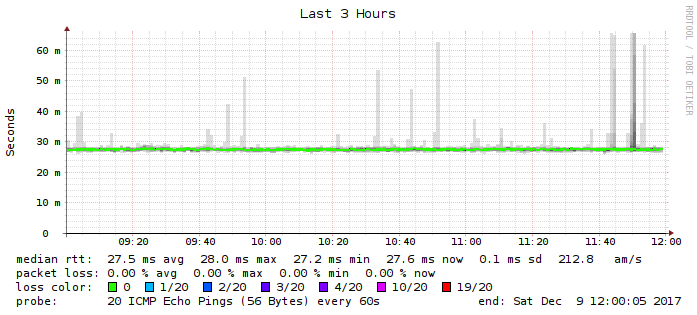 Last 3 Hours
RRDTOOL / TOBI OETIKER
Seconds
60 m
50 m
40 m
30 m
20 m
10 m
0
09:20 09:40 10:00 10:20 10:40 11:00 11:20 11:40 12:00
median rtt: 27.5 ms avg 28.0 ms max 27.2 ms min 27.6 ms now 0.1 ms sd 212.8 am/s
packet loss: 0.00 % avg 0.00 % max 0.00 % min 0.00 % now
loss color: 0 1/20 2/20 3/20 4/20 10/20 19/20
probe: 20 ICMP Echo Pings (56 Bytes) every 60s end: Sat Dec 9 12:00:05 2017